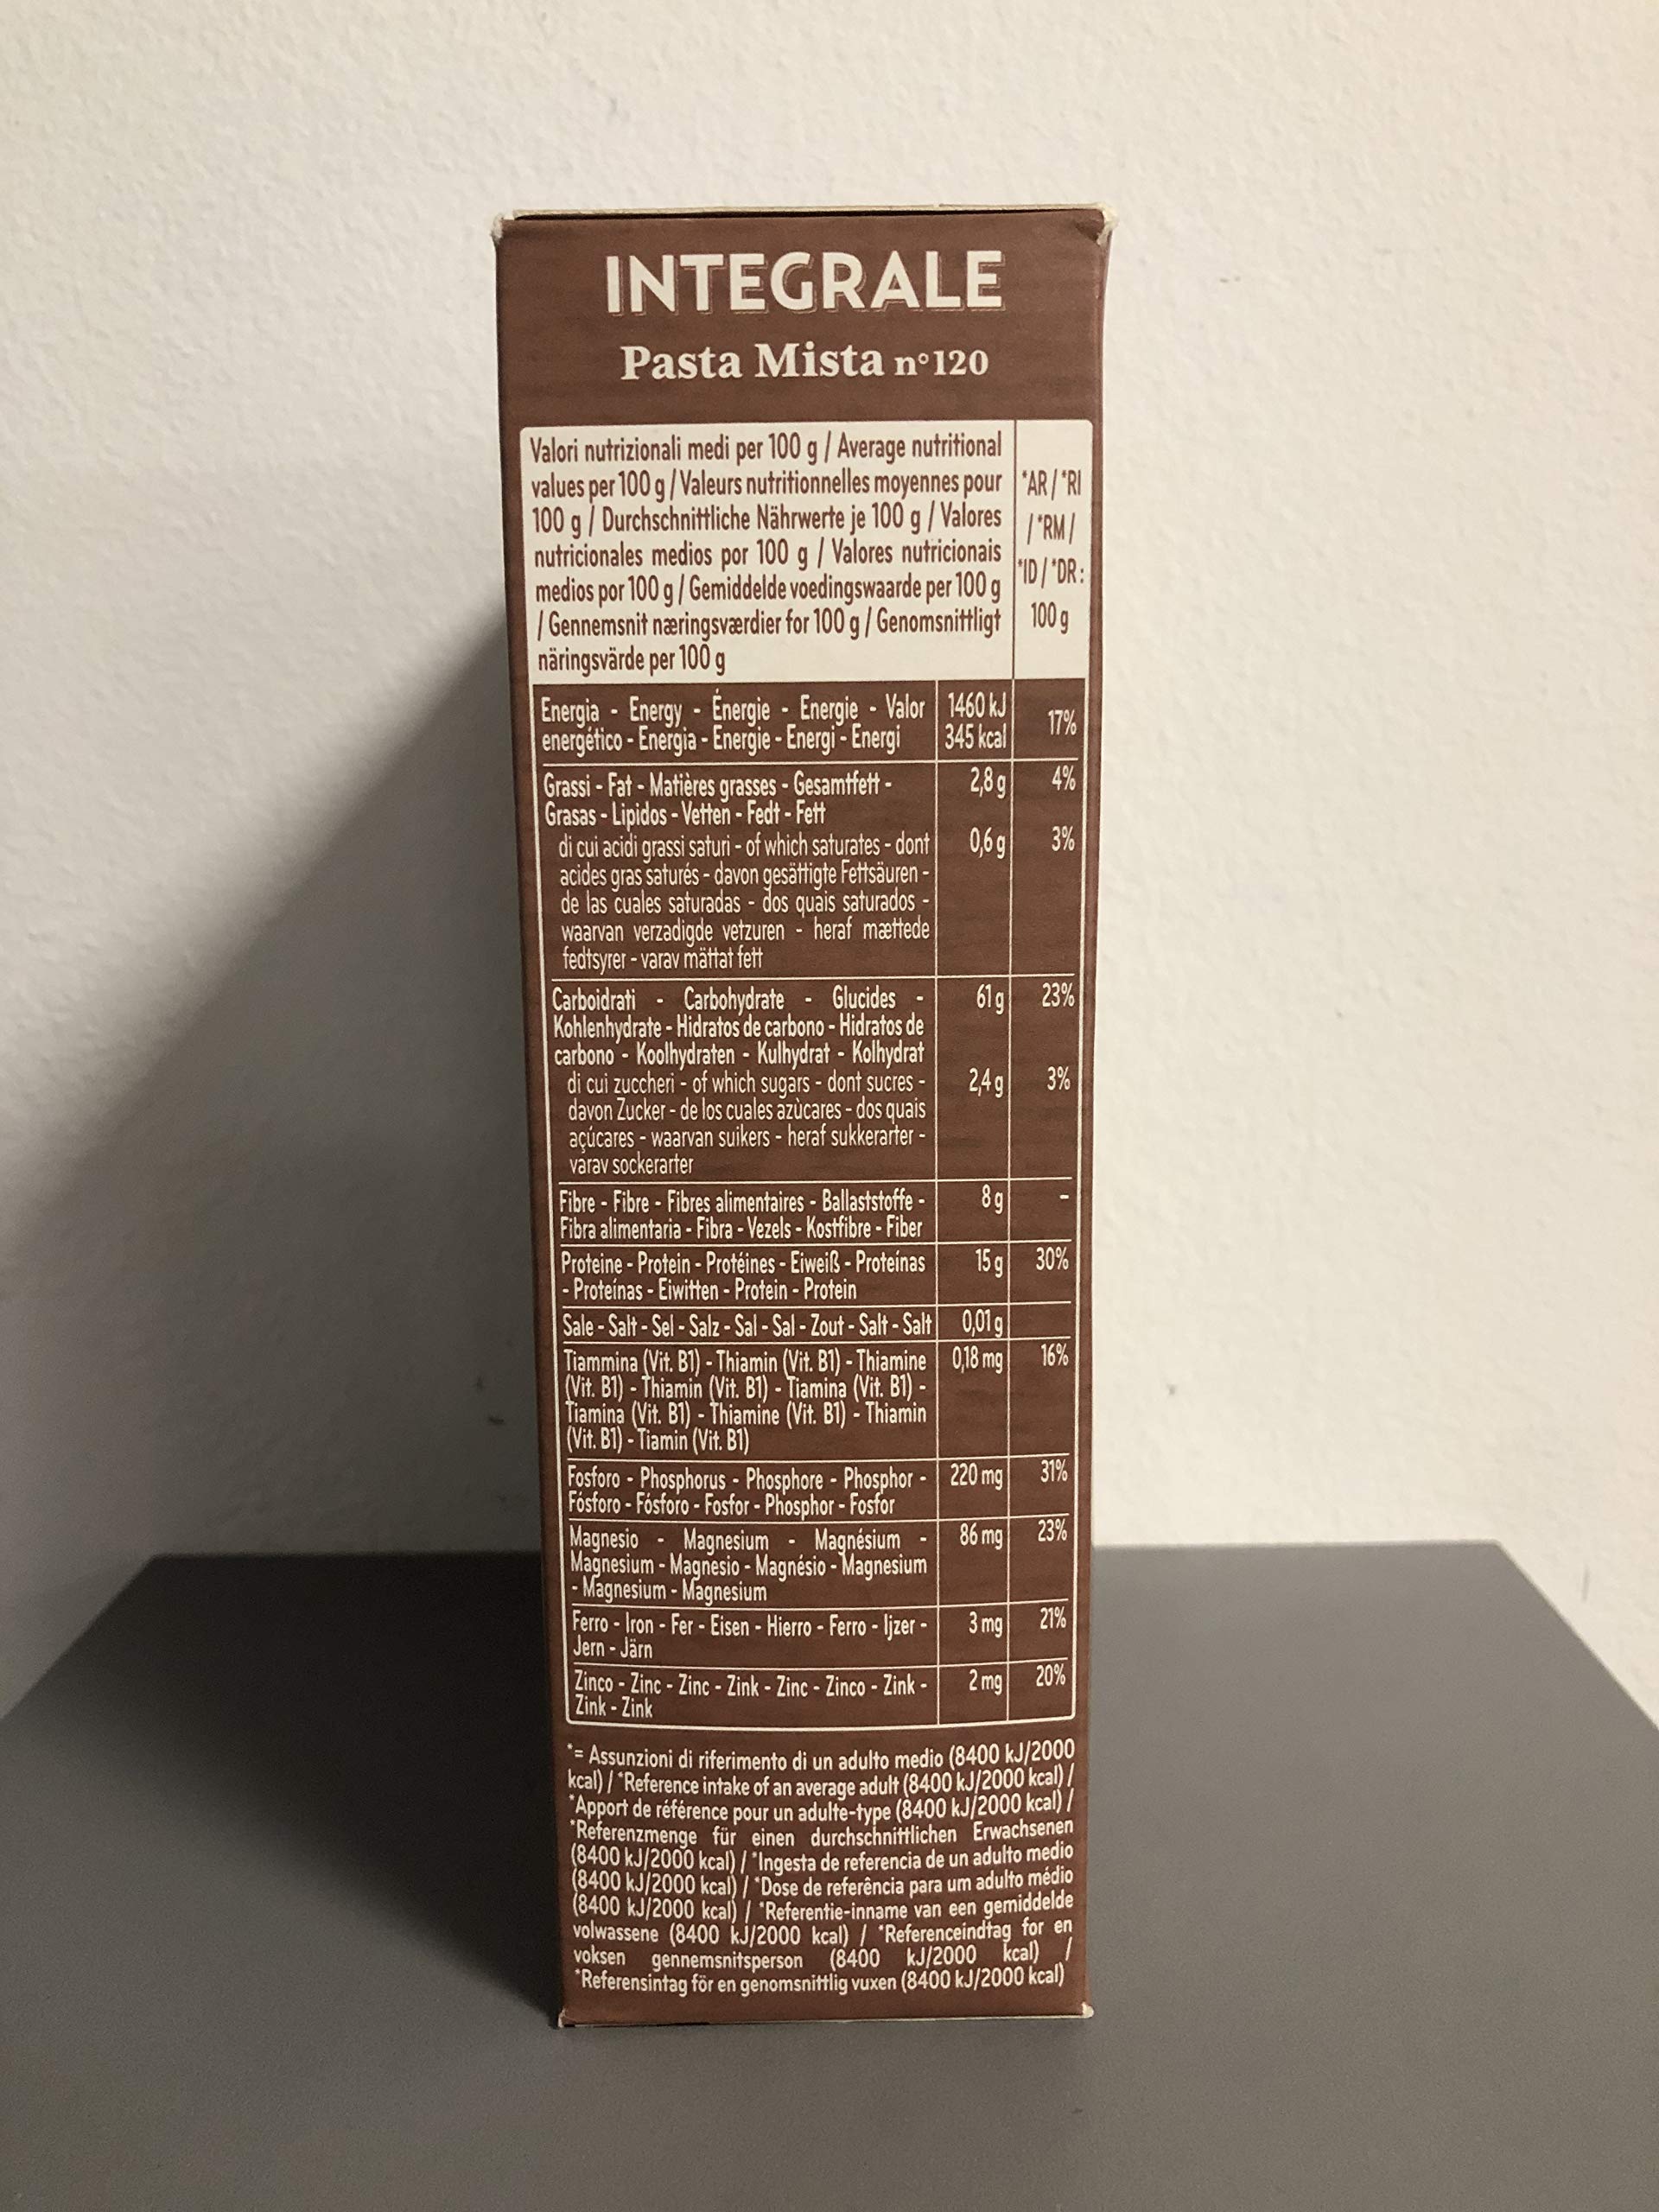 INTEGRALE
Pasta Mista n°120
Valori nutrizionali medi per 100 g / Average nutritional
values per 100 g / Valeurs nutritionnelles moyennes pour
100 g / Durchschnittliche Nährwerte je 100 g / Valores
nutricionales medios por 100 g / Valores nutricionais
medios por 100 g / Gemiddelde voedingswaarde per 100 g
/ Gennemsnit næringsværdier for 100 g / Genomsnittligt
näringsvärde per 100 g
*AR / *RI
/ *RM /
*ID / *DR:
100 g
Energia - Energy - Énergie - Energie - Valor 1460 kJ 17%
energético - Energia - Energie - Energi - Energi 345 kcal
Grassi - Fat - Matières grasses - Gesamtfett - 2,8 g 4%
Grasas - Lipidos - Vetten - Fedt - Fett
di cui acidi grassi saturi - of which saturates - dont 0,6 g 3%
acides gras saturés - davon gesättigte Fettsäuren -
de las cuales saturadas - dos quais saturados -
waarvan verzadigde vetzuren - heraf mættede
fedtsyrer - varav mättat fett
Carboidrati - Carbohydrate - Glucides - 61 g 23%
Kohlenhydrate - Hidratos de carbono - Hidratos de
carbono - Koolhydraten - Kulhydrat - Kolhydrat
di cui zuccheri - of which sugars - dont sucres - 2,4 g 3%
davon Zucker - de los cuales azùcares - dos quais
açúcares - waarvan suikers - heraf sukkerarter -
varav sockerarter
Fibre - Fibre - Fibres alimentaires - Ballaststoffe - 8 g -
Fibra alimentaria - Fibra - Vezels - Kostfibre - Fiber
Proteine - Protein - Protéines - Eiweiß - Proteínas 15 g 30%
- Proteínas - Eiwitten - Protein - Protein
Sale - Salt - Sel - Salz - Sal - Sal - Zout - Salt - Salt 0,01 g
Tiammina (Vit. B1) - Thiamin (Vit. B1) - Thiamine 0,18 mg 16%
(Vit. B1) - Thiamin (Vit. B1) - Tiamina (Vit. B1) -
Tiamina (Vit. B1) - Thiamine (Vit. B1) - Thiamin
(Vit. B1) - Tiamin (Vit. B1)
Fosforo - Phosphorus - Phosphore - Phosphor - 220 mg 31%
Fósforo - Fósforo - Fosfor - Phosphor - Fosfor
Magnesio - Magnesium - Magnésium - 86 mg 23%
Magnesium - Magnesio - Magnésio - Magnesium
- Magnesium - Magnesium
Ferro - Iron - Fer - Eisen - Hierro - Ferro - Ijzer - 3 mg 21%
Jern - Järn
Zinco - Zinc - Zinc - Zink - Zinc - Zinco - Zink - 2 mg 20%
Zink - Zink
*= Assunzioni di riferimento di un adulto medio (8400 kJ/2000
kcal) / *Reference intake of an average adult (8400 kJ/2000 kcal) /
*Apport de référence pour un adulte-type (8400 kJ/2000 kcal) /
*Referenzmenge für einen durchschnittlichen Erwachsenen
(8400 kJ/2000 kcal) / *Ingesta de referencia de un adulto medio
(8400 kJ/2000 kcal) / *Dose de referência para um adulto médio
(8400 kJ/2000 kcal) / *Referentie-inname van een gemiddelde
volwassene (8400 kJ/2000 kcal) / *Referenceindtag for en
voksen gennemsnitsperson (8400 kJ/2000 kcal) /
*Referensintag för en genomsnittlig vuxen (8400 kJ/2000 kcal)